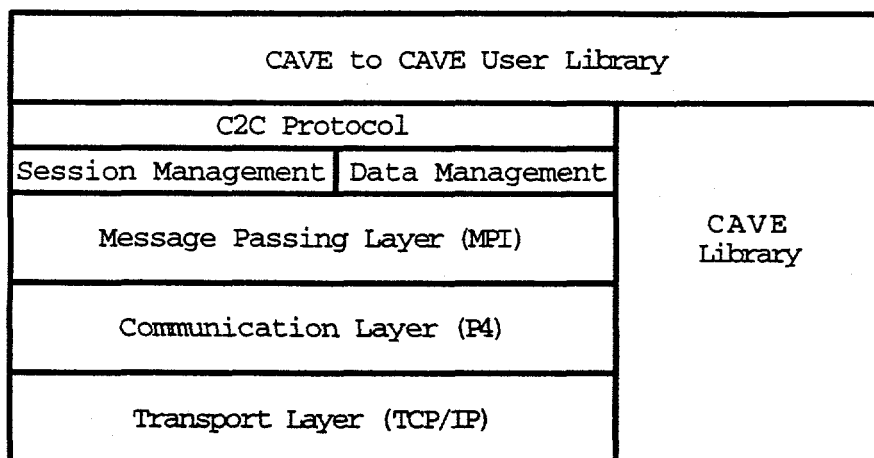 CAVE to CAVE User Library
C2C Protocol
Session Management
Data Management
Message Passing Layer (MPI)
CAVE
Library
Communication Layer (P4)
Transport Layer (TCP/IP)